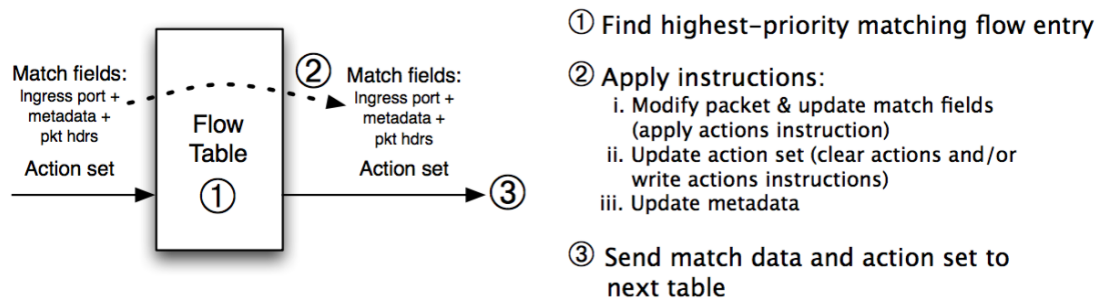 Match fields:
Ingress port +
metadata +
pkt hdrs
Action set
Flow
Table
①
②
Match fields:
Ingress port +
metadata +
pkt hdrs
Action set
③
① Find highest-priority matching flow entry
② Apply instructions:
i. Modify packet & update match fields
(apply actions instruction)
ii. Update action set (clear actions and/or
write actions instructions)
iii. Update metadata
③ Send match data and action set to
next table